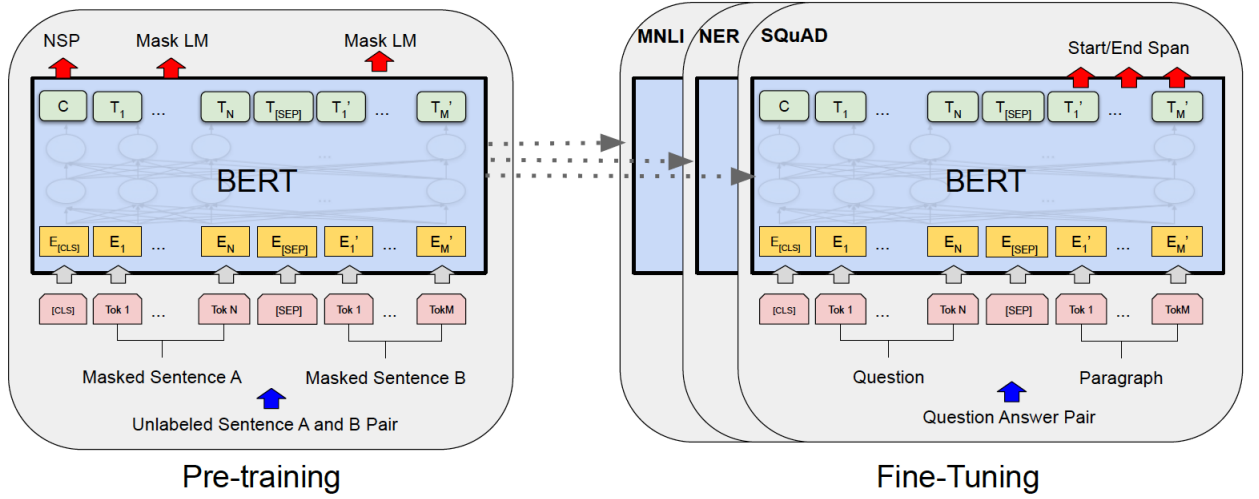 NSP Mask LM Mask LM
C T1 ... TN T[SEP] T1' ... TM'
...
...
BERT
E[CLS] E1 ... EN E[SEP] E1' ... EM'
[CLS] Tok 1 ... Tok N [SEP] Tok 1 ... TokM
Masked Sentence A Masked Sentence B
Unlabeled Sentence A and B Pair
Pre-training
MNLI NER SQuAD
Start/End Span
C T1 ... TN T[SEP] T1' ... TM'
...
...
BERT
E[CLS] E1 ... EN E[SEP] E1' ... EM'
[CLS] Tok 1 ... Tok N [SEP] Tok 1 ... TokM
Question Paragraph
Question Answer Pair
Fine-Tuning